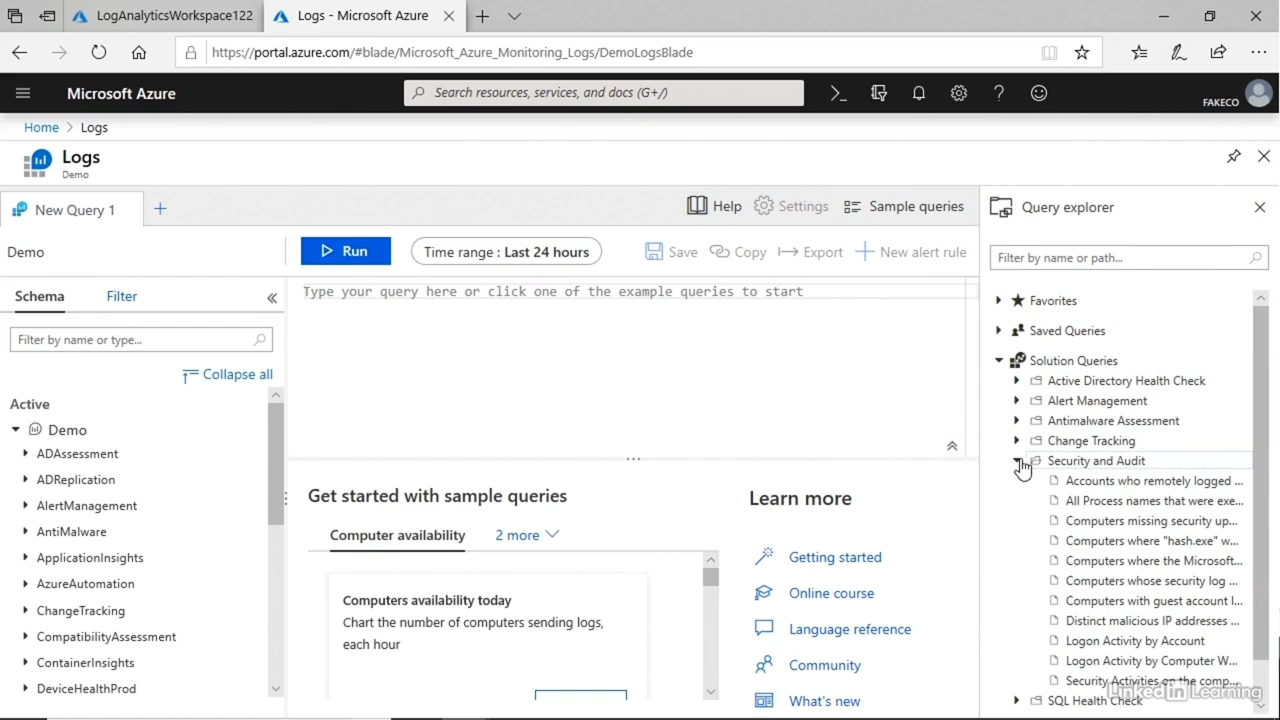 LogAnalyticsWorkspace122
Logs - Microsoft Azure
https://portal.azure.com/#blade/Microsoft_Azure_Monitoring_Logs/DemoLogsBlade
Microsoft Azure
Search resources, services, and docs (G+/)
FAKECO
Home > Logs
Logs
Demo
New Query 1
Help
Settings
Sample queries
Demo
Run
Time range : Last 24 hours
Save
Copy
Export
New alert rule
Schema
Filter
Filter by name or type...
Collapse all
Active
Demo
ADAssessment
ADReplication
AlertManagement
AntiMalware
ApplicationInsights
AzureAutomation
ChangeTracking
CompatibilityAssessment
ContainerInsights
DeviceHealthProd
Type your query here or click one of the example queries to start
Get started with sample queries
Computer availability
2 more
Computers availability today
Chart the number of computers sending logs,
each hour
Learn more
Getting started
Online course
Language reference
Community
What's new
Query explorer
Filter by name or path...
Favorites
Saved Queries
Solution Queries
Active Directory Health Check
Alert Management
Antimalware Assessment
Change Tracking
Security and Audit
Accounts who remotely logged ...
All Process names that were exe...
Computers missing security up...
Computers where "hash.exe" w...
Computers where the Microsoft...
Computers whose security log ...
Computers with guest account l...
Distinct malicious IP addresses ...
Logon Activity by Account
Logon Activity by Computer W...
Security Activities on the comp...
SQL Health Check
LinkedIn Learning